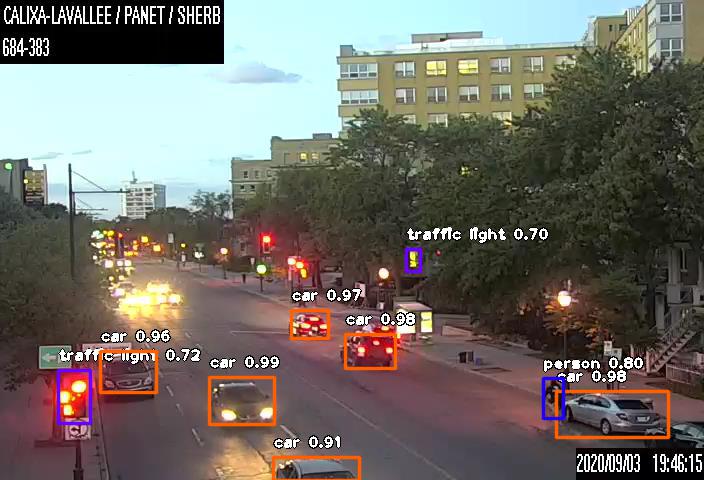 CALIXA-LAVALLEE / PANET / SHERB
684-383
traffic light 0.70
car 0.97
car 0.98
car 0.96
traffic light 0.72
car 0.99
person 0.80
car 0.98
car 0.91
2020/09/03 19:46:15